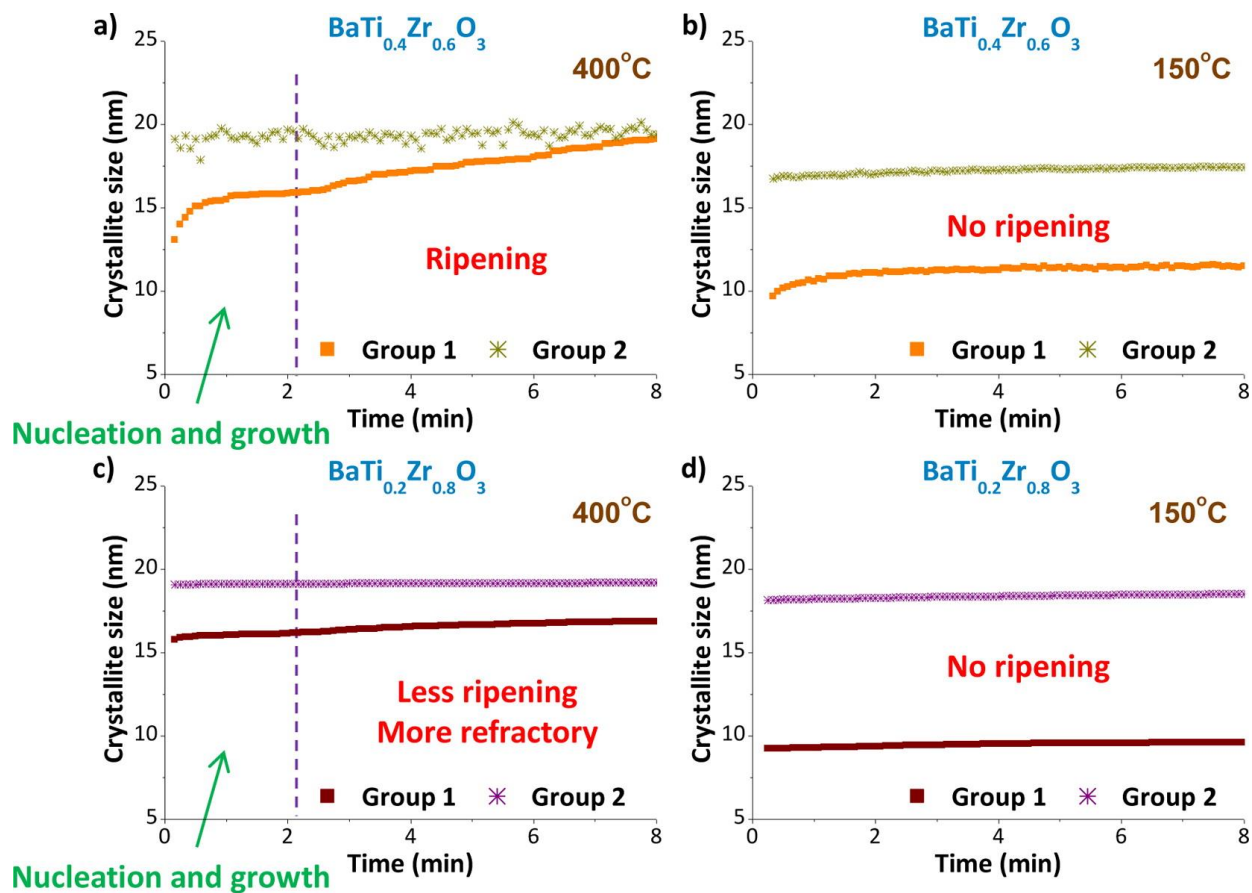 a)
BaTi0.4Zr0.6O3
400oC
25
20
15
10
5
Crystallite size (nm)
Ripening
Group 1
Group 2
0
2
4
6
8
Time (min)
Nucleation and growth
b)
BaTi0.4Zr0.6O3
150oC
25
20
15
10
5
Crystallite size (nm)
No ripening
Group 1
Group 2
0
2
4
6
8
Time (min)
c)
BaTi0.2Zr0.8O3
400oC
25
20
15
10
5
Crystallite size (nm)
Less ripening
More refractory
Group 1
Group 2
0
2
4
6
8
Time (min)
Nucleation and growth
d)
BaTi0.2Zr0.8O3
150oC
25
20
15
10
5
Crystallite size (nm)
No ripening
Group 1
Group 2
0
2
4
6
8
Time (min)